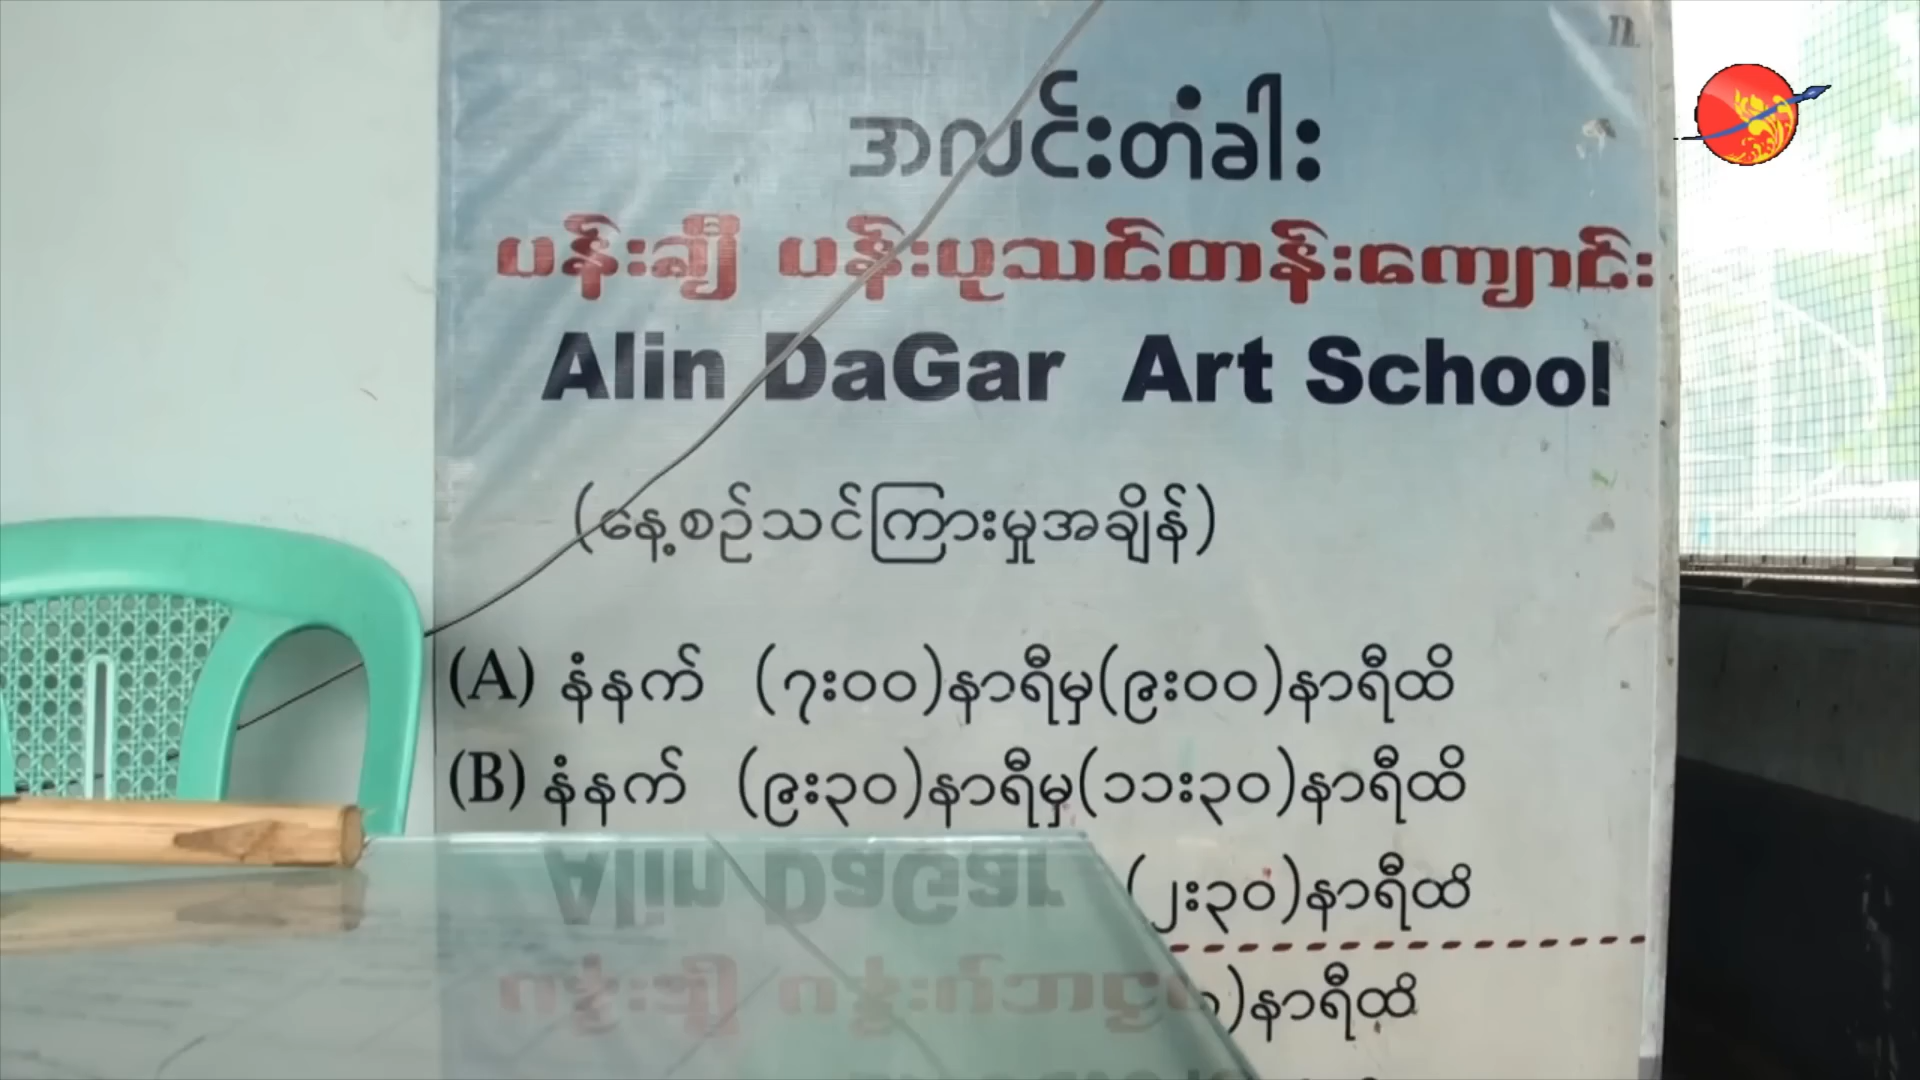 အလင်းတံခါး
ပန်းချီ ပန်းပုသင်တန်းကျောင်း
Alin DaGar Art School
(နေ့စဉ်သင်ကြားမှုအချိန်)
(A) နံနက် (၇း၀၀)နာရီမှ(၉း၀၀)နာရီထိ
(B) နံနက် (၉း၃၀)နာရီမှ(၁၁း၃၀)နာရီထိ
(၂း၃၀)နာရီထိ
)နာရီထိ